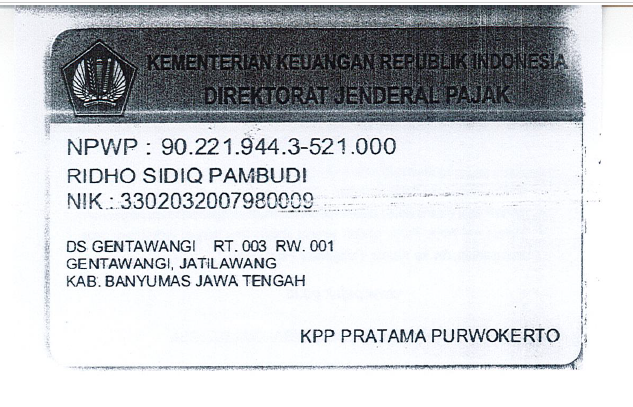 KEMENTERIAN KEUANGAN REPUBLIK INDONESIA
DIREKTORAT JENDERAL PAJAK
NPWP : 90.221.944.3-521.000
RIDHO SIDIQ PAMBUDI
NIK : 3302032007980009
DS GENTAWANGI RT. 003 RW. 001
GENTAWANGI, JATILAWANG
KAB. BANYUMAS JAWA TENGAH
KPP PRATAMA PURWOKERTO